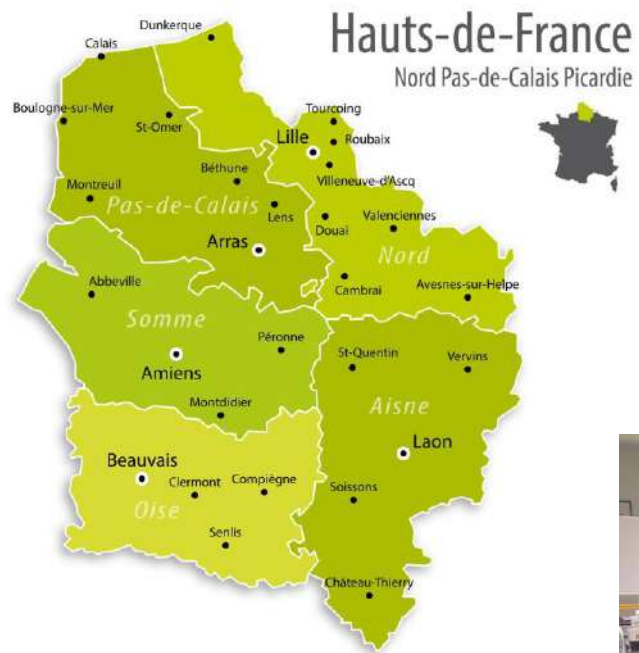 Hauts-de-France
Nord Pas-de-Calais Picardie
Dunkerque
Calais
Boulogne-sur-Mer
St-Omer
Tourcoing
Lille
Roubaix
Villeneuve-d'Ascq
Béthune
Montreuil
Pas-de-Calais
Lens
Douai
Valenciennes
Arras
Nord
Cambrai
Avesnes-sur-Helpe
Abbeville
Somme
Péronne
Amiens
St-Quentin
Vervins
Montdidier
Aisne
Laon
Beauvais
Clermont
Compiègne
Oise
Soissons
Senlis
Château-Thierry